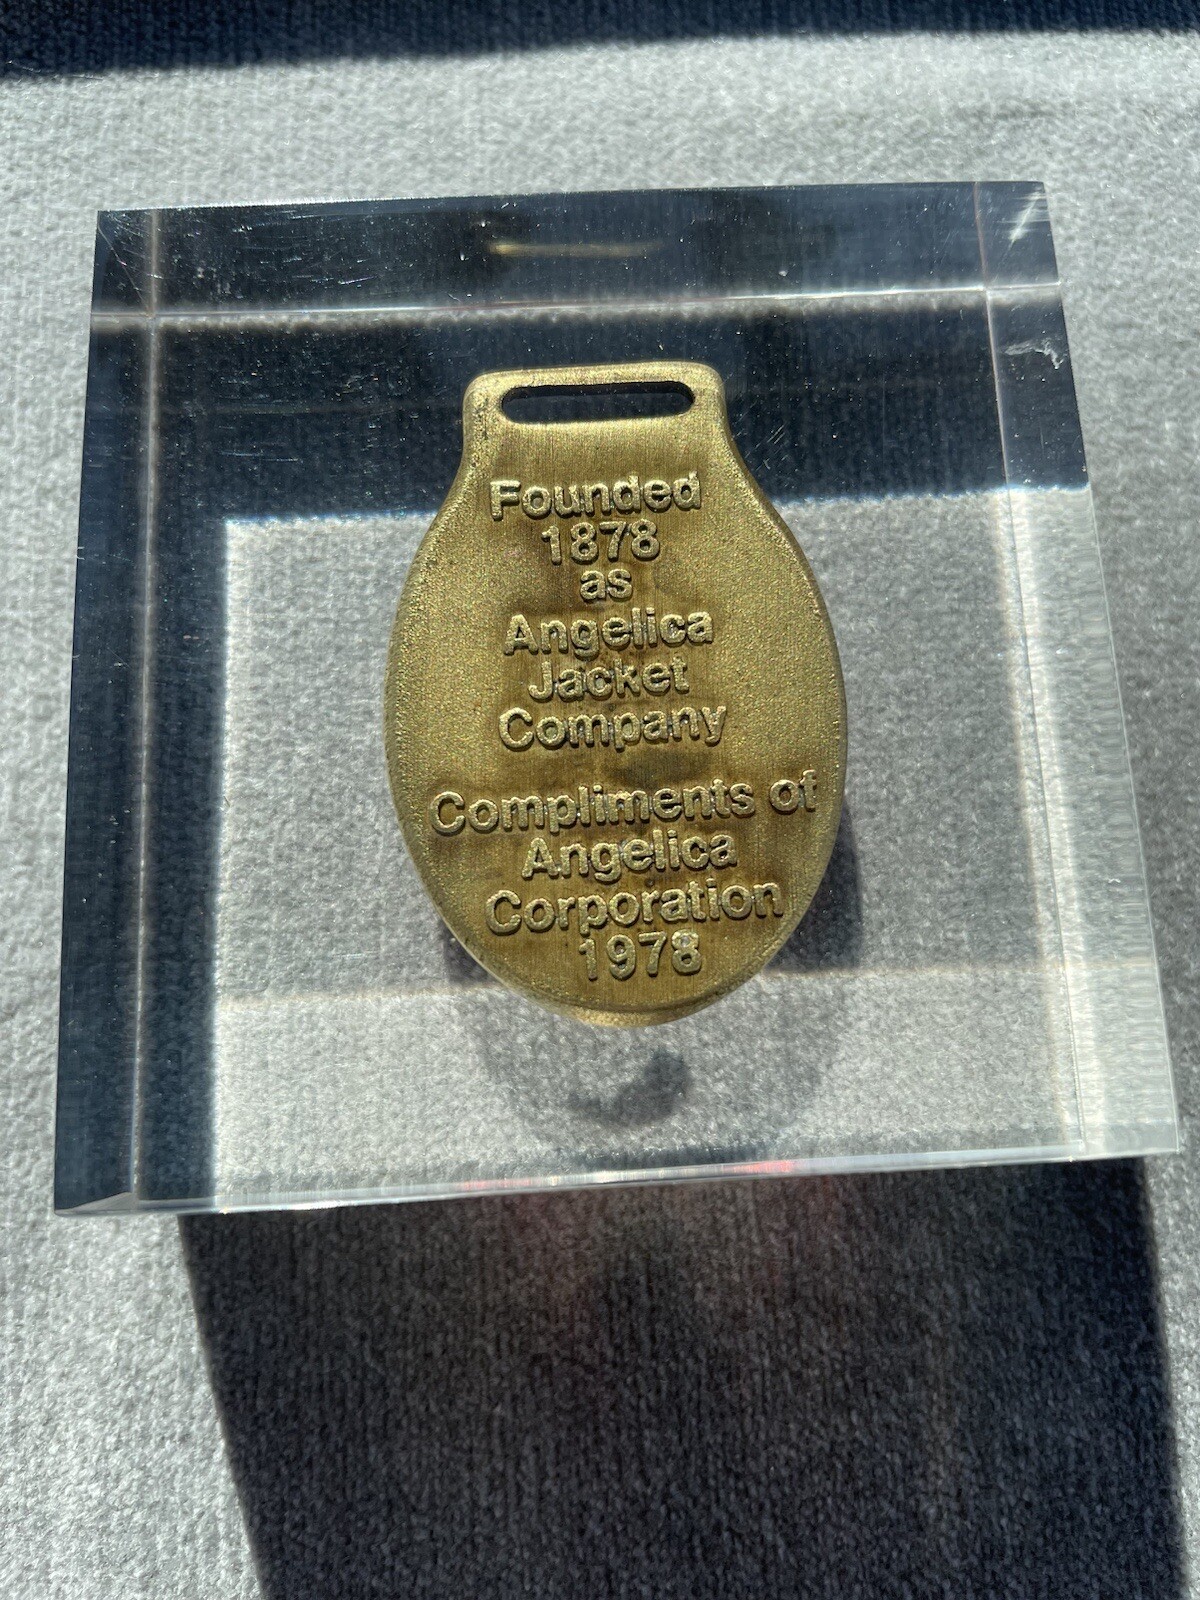 Founded
1878
as
Angelica
Jacket
Company
Compliments of
Angelica
Corporation
1978